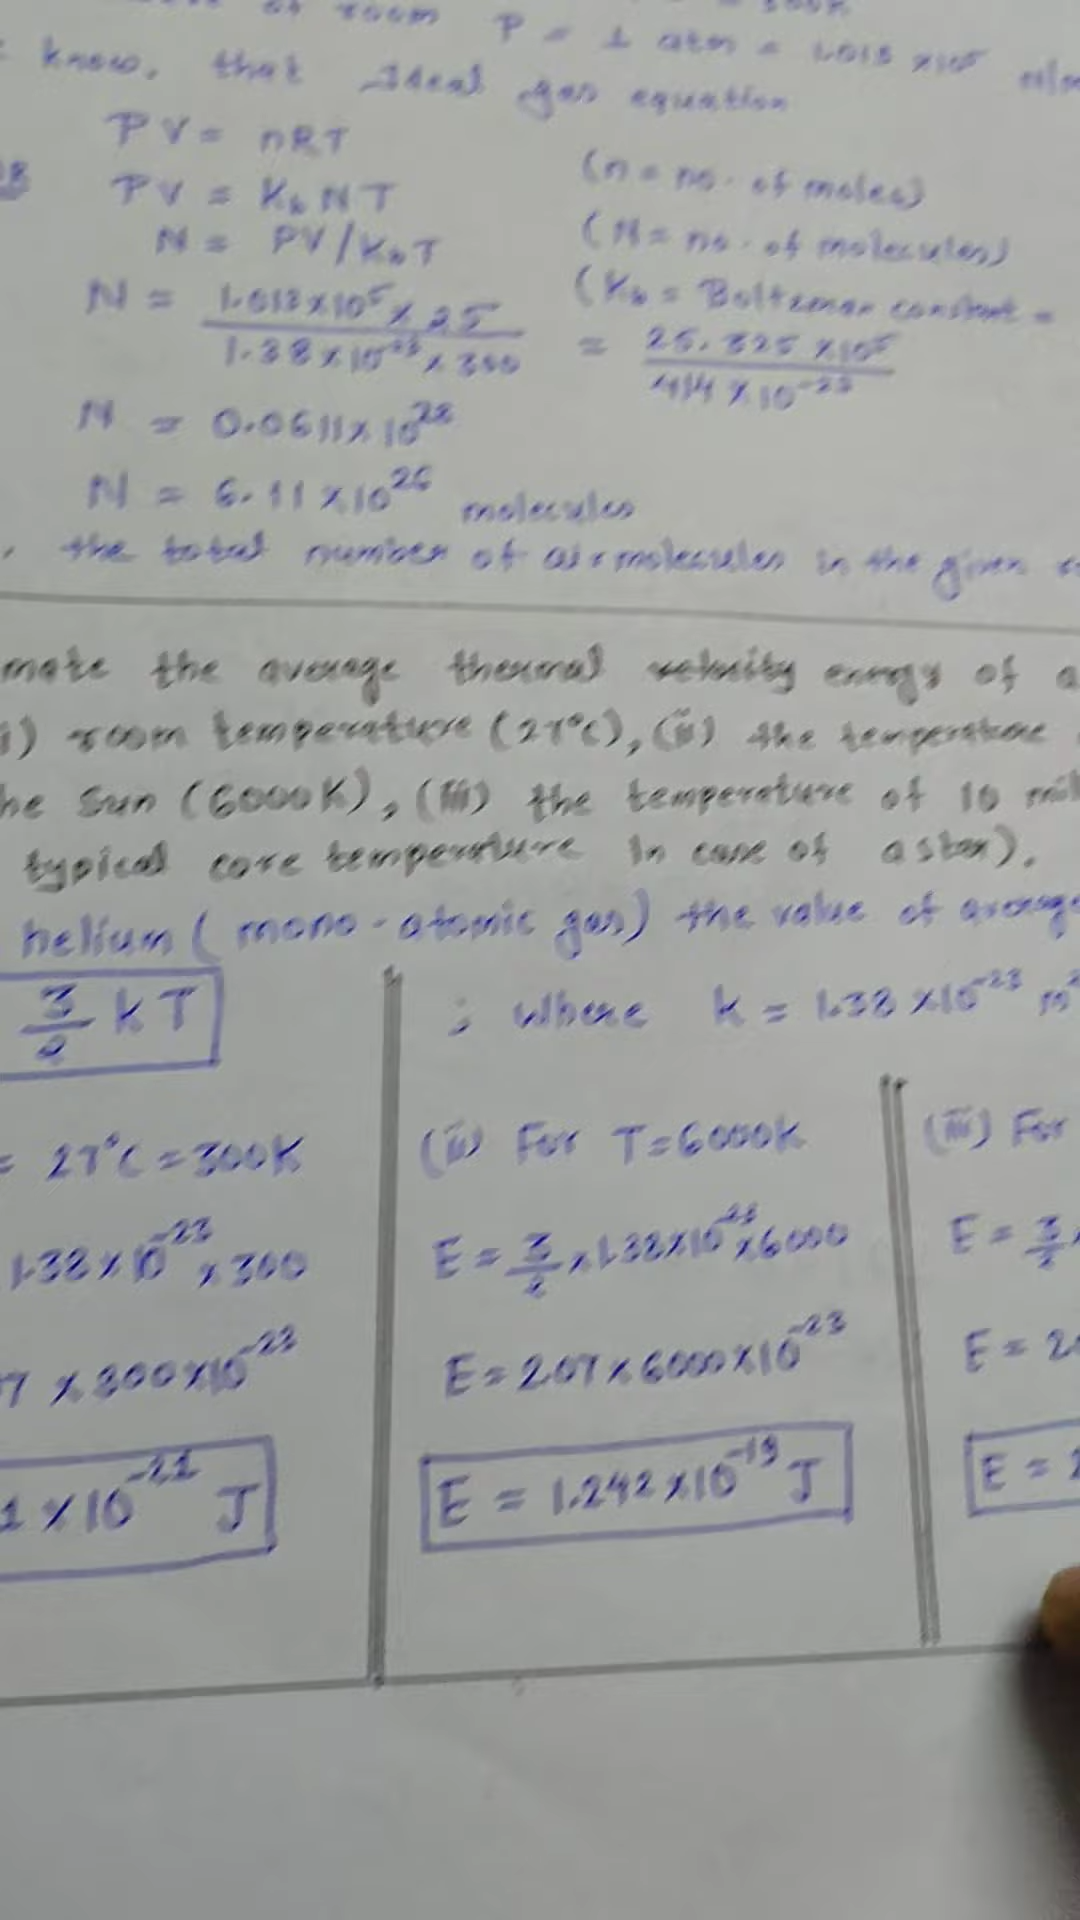 of room P = 1 atm = 1.013 ×10⁵
know, that Ideal gas equation
PV = nRT
(n = no. of moles)
PV = K_b NT
(N = no. of molecules)
N = PV/K_bT
(K_b = Boltzman constant =
N = 1.013×10⁵ × 25 / 1.38×10⁻²³ × 300 = 25.325 ×10⁵ / 414 × 10⁻²³
N = 0.0611×10²⁸
N = 6.11×10²⁶ molecules
the total number of air molecules in the given
mate the average thermal velocity energy of a
i) room temperature (27°C), (ii) the temperature
he Sun (6000K), (iii) the temperature of 10 mil
typical core temperature in case of a star).
helium ( mono-atomic gas) the value of average
3/2 kT ; where k = 1.38 ×10⁻²³ m²
= 27°C = 300K (ii) For T=6000K (iii) For
1.38×10⁻²³ × 300 E = 3/2 × 1.38×10⁻²³ ×6000 E = 3/2 ×
7 × 300×10⁻²³ E = 2.07 × 6000×10⁻²³ E = 2.
1 × 10⁻²¹ J E = 1.242 ×10⁻¹⁹ J E = 2